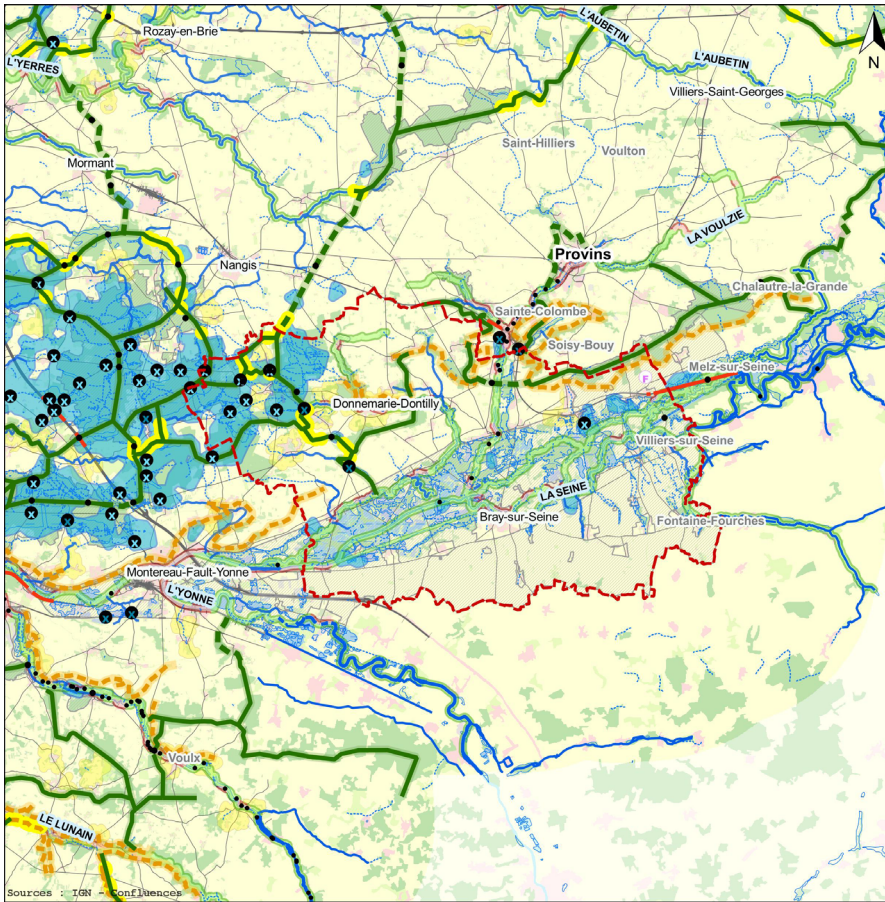 Rozay-en-Brie
L'YERRES
L'AUBETIN
L'AUBETIN
N
Villiers-Saint-Georges
Saint-Hilliers
Voulton
Mormant
LA VOULZIE
Provins
Nangis
Chalautre-la-Grande
Sainte-Colombe
Soisy-Bouy
Melz-sur-Seine
F
Donnemarie-Dontilly
Villiers-sur-Seine
LA SEINE
Bray-sur-Seine
Fontaine-Fourches
Montereau-Fault-Yonne
L'YONNE
Voulx
LE LUNAIN
Sources : IGN - Confluences